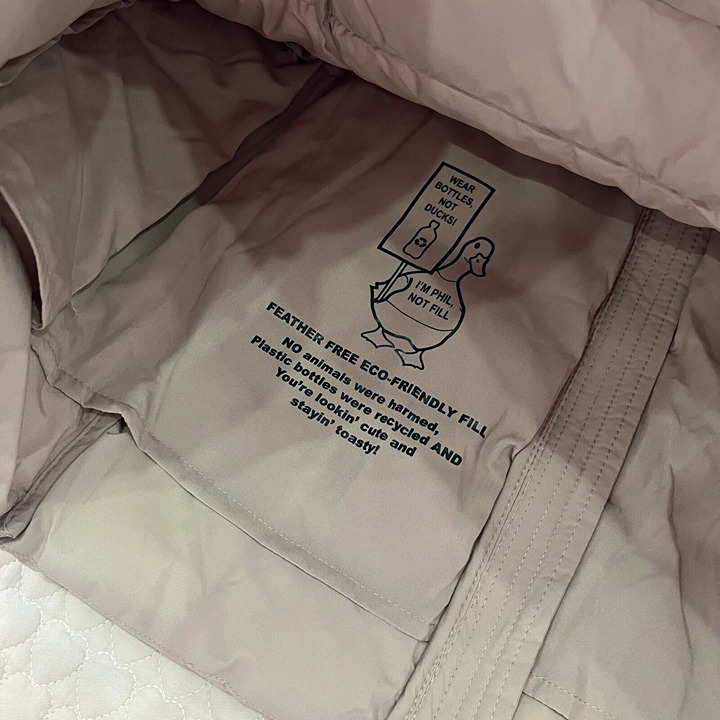 WEAR
BOTTLES,
NOT
DUCKS!
I'M PHIL,
NOT FILL
FEATHER FREE ECO-FRIENDLY FILL
NO animals were harmed,
Plastic bottles were recycled AND
You're lookin' cute and
stayin' toasty!